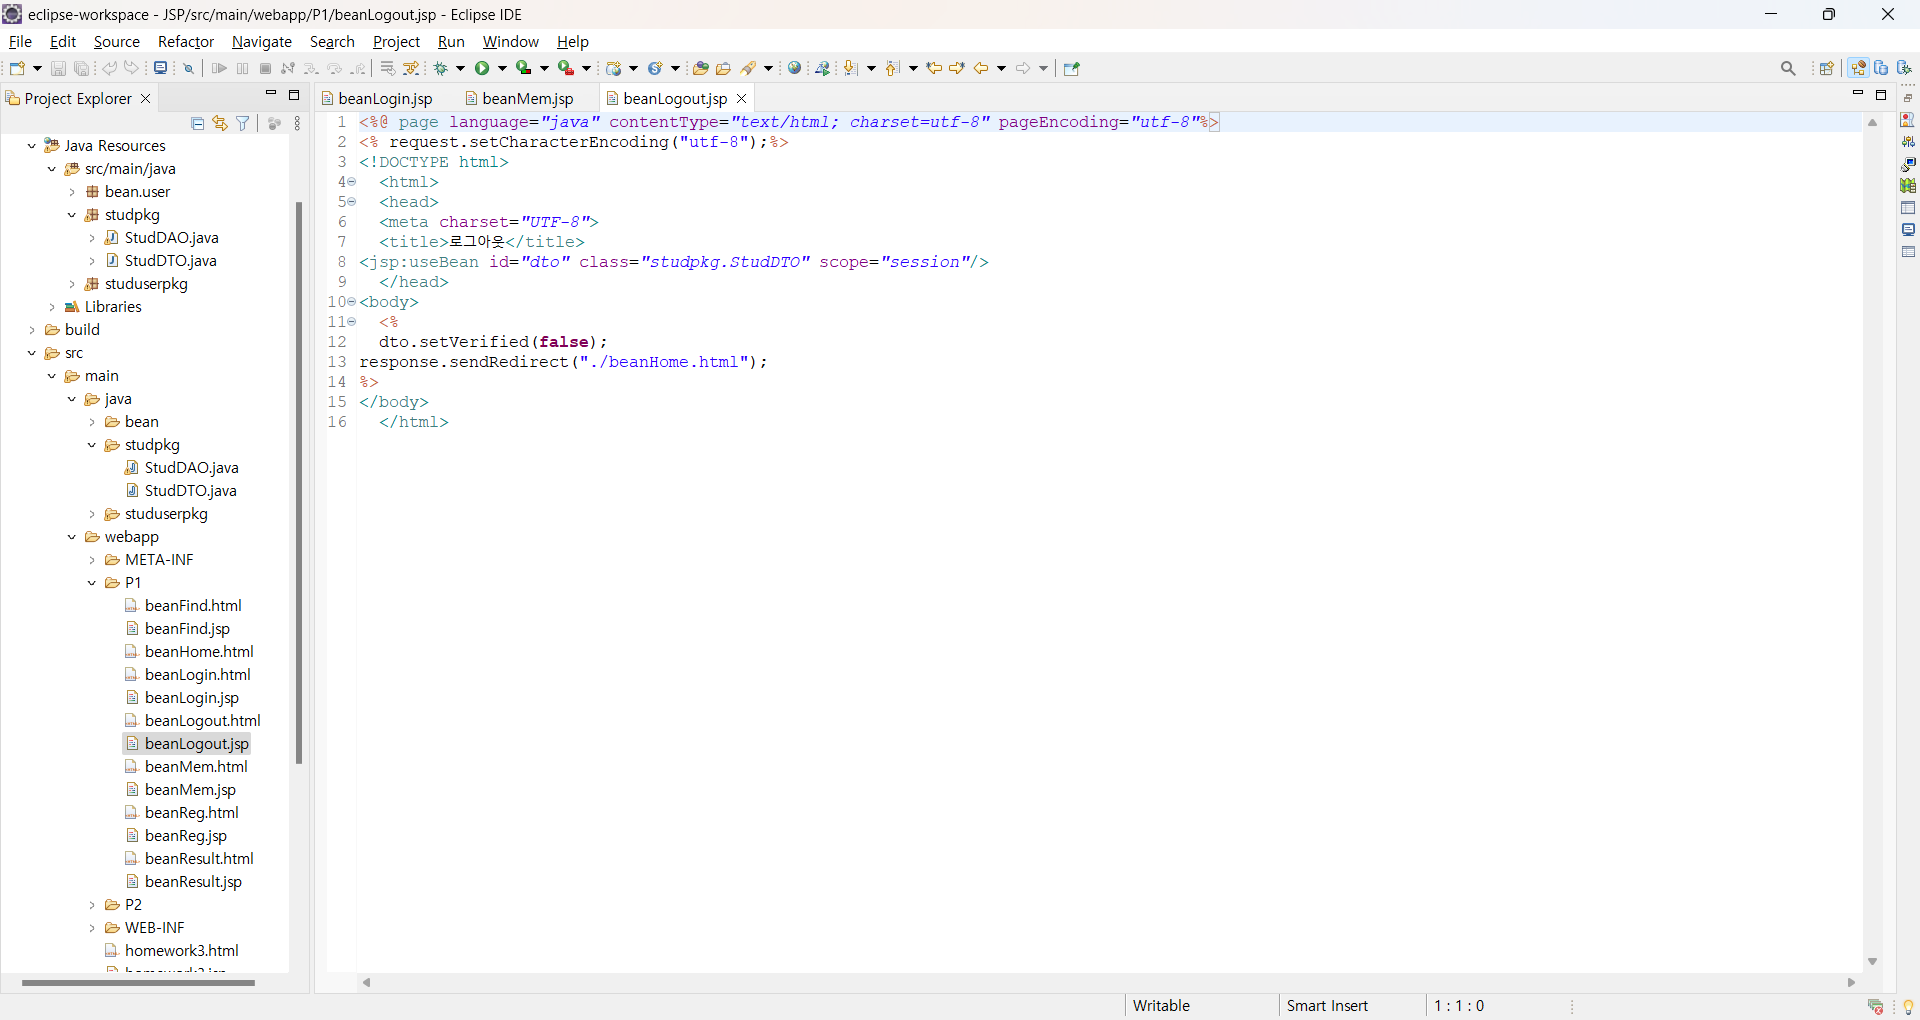 eclipse-workspace - JSP/src/main/webapp/P1/beanLogout.jsp - Eclipse IDE
File Edit Source Refactor Navigate Search Project Run Window Help
Project Explorer
beanLogin.jsp beanMem.jsp beanLogout.jsp
Java Resources
src/main/java
bean.user
studpkg
StudDAO.java
StudDTO.java
studuserpkg
Libraries
build
src
main
java
bean
studpkg
StudDAO.java
StudDTO.java
studuserpkg
webapp
META-INF
P1
beanFind.html
beanFind.jsp
beanHome.html
beanLogin.html
beanLogin.jsp
beanLogout.html
beanLogout.jsp
beanMem.html
beanMem.jsp
beanReg.html
beanReg.jsp
beanResult.html
beanResult.jsp
P2
WEB-INF
homework3.html
1 <%@ page language="java" contentType="text/html; charset=utf-8" pageEncoding="utf-8"%>
2 <% request.setCharacterEncoding("utf-8");%>
3 <!DOCTYPE html>
4 <html>
5 <head>
6 <meta charset="UTF-8">
7 <title>로그아웃</title>
8 <jsp:useBean id="dto" class="studpkg.StudDTO" scope="session"/>
9 </head>
10 <body>
11 <%
12 dto.setVerified(false);
13 response.sendRedirect("./beanHome.html");
14 %>
15 </body>
16 </html>
Writable Smart Insert 1 : 1 : 0